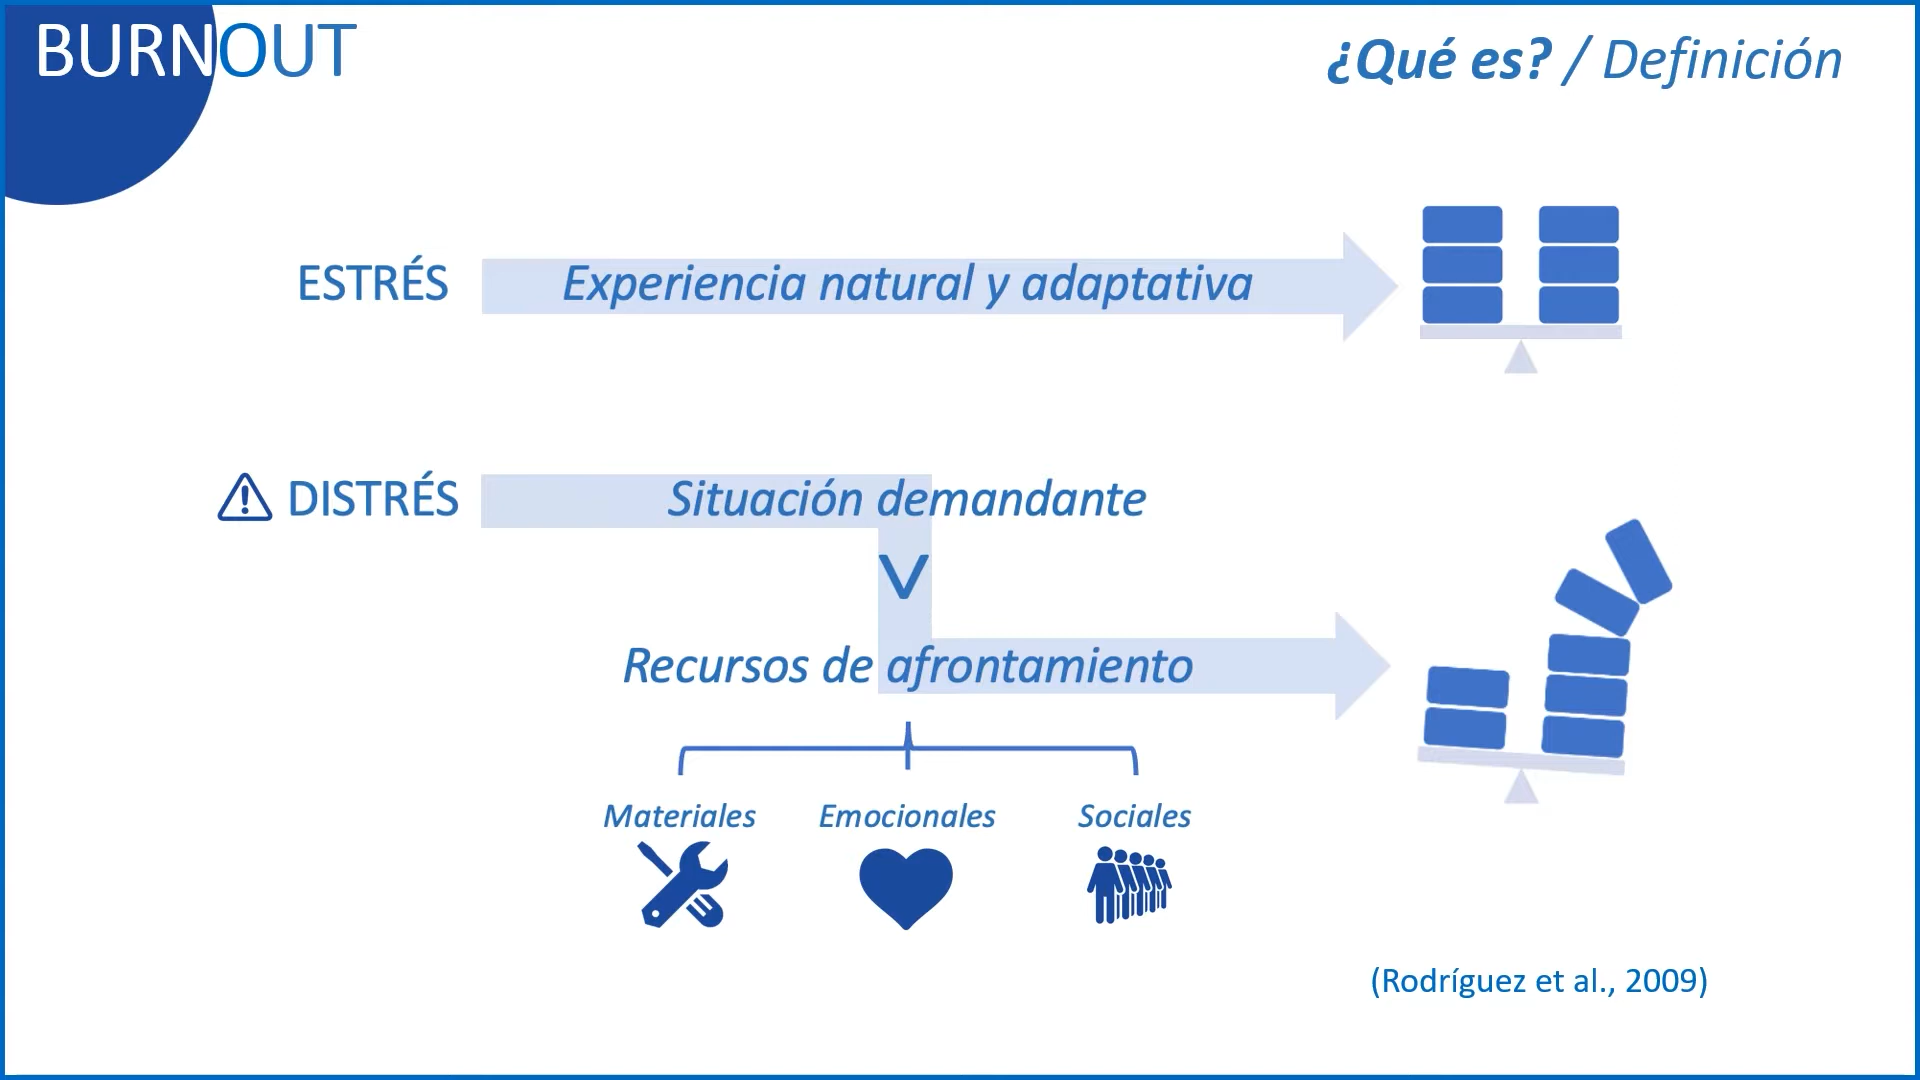 BURNOUT
¿Qué es? / Definición
ESTRÉS
Experiencia natural y adaptativa
DISTRÉS
Situación demandante
V
Recursos de afrontamiento
Materiales
Emocionales
Sociales
(Rodríguez et al., 2009)